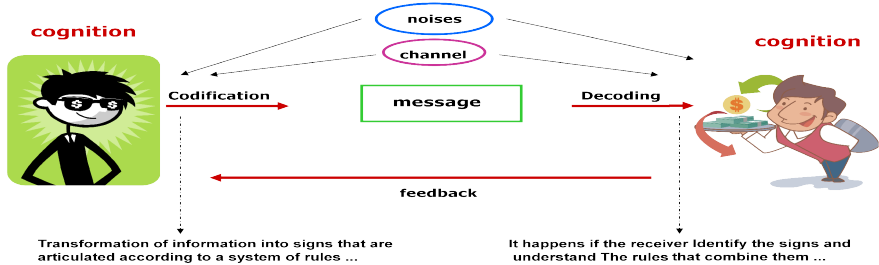 noises
cognition
channel
cognition
Codification
message
Decoding
$ $
$
feedback
Transformation of information into signs that are
articulated according to a system of rules ...
It happens if the receiver Identify the signs and
understand The rules that combine them ...